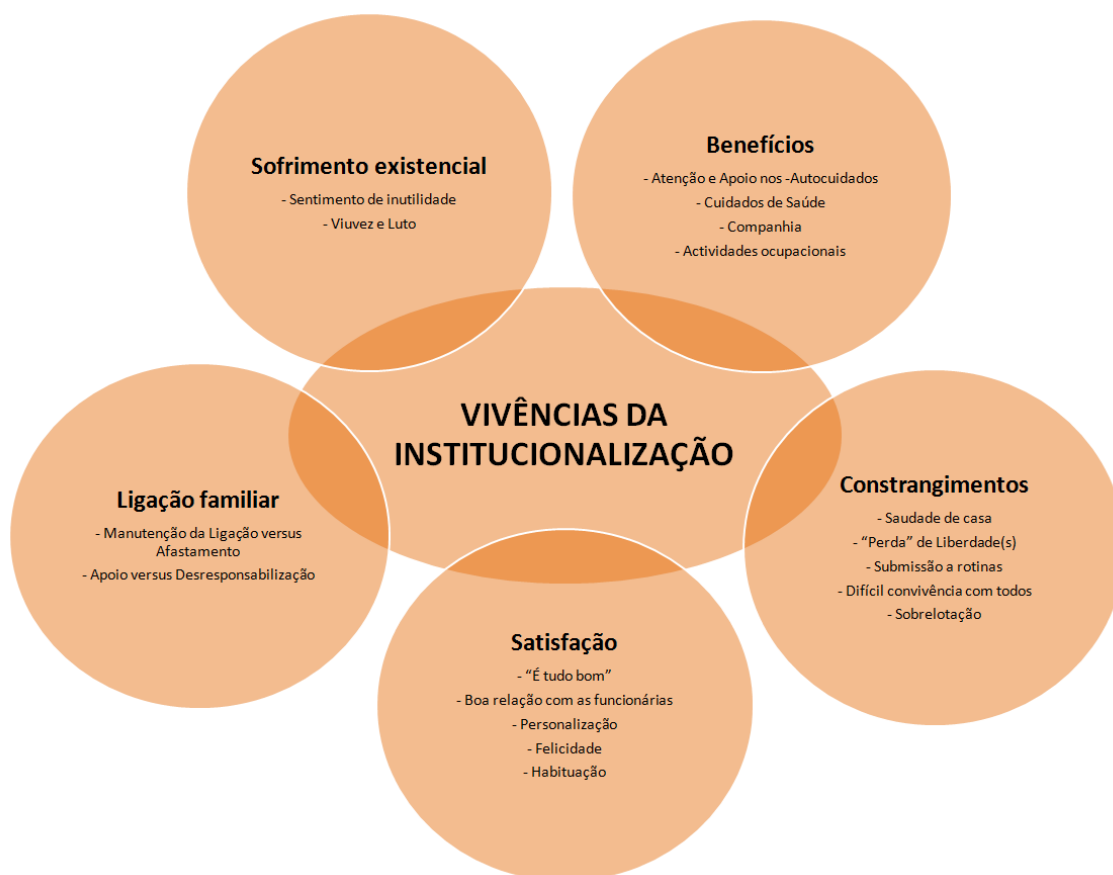 Sofrimento existencial
- Sentimento de inutilidade
- Viuvez e Luto
Benefícios
- Atenção e Apoio nos -Autocuidados
- Cuidados de Saúde
- Companhia
- Actividades ocupacionais
VIVÊNCIAS DA
INSTITUCIONALIZAÇÃO
Ligação familiar
- Manutenção da Ligação versus
Afastamento
- Apoio versus Desresponsabilização
Constrangimentos
- Saudade de casa
- “Perda” de Liberdade(s)
- Submissão a rotinas
- Difícil convivência com todos
- Sobrelotação
Satisfação
- “É tudo bom”
- Boa relação com as funcionárias
- Personalização
- Felicidade
- Habituação